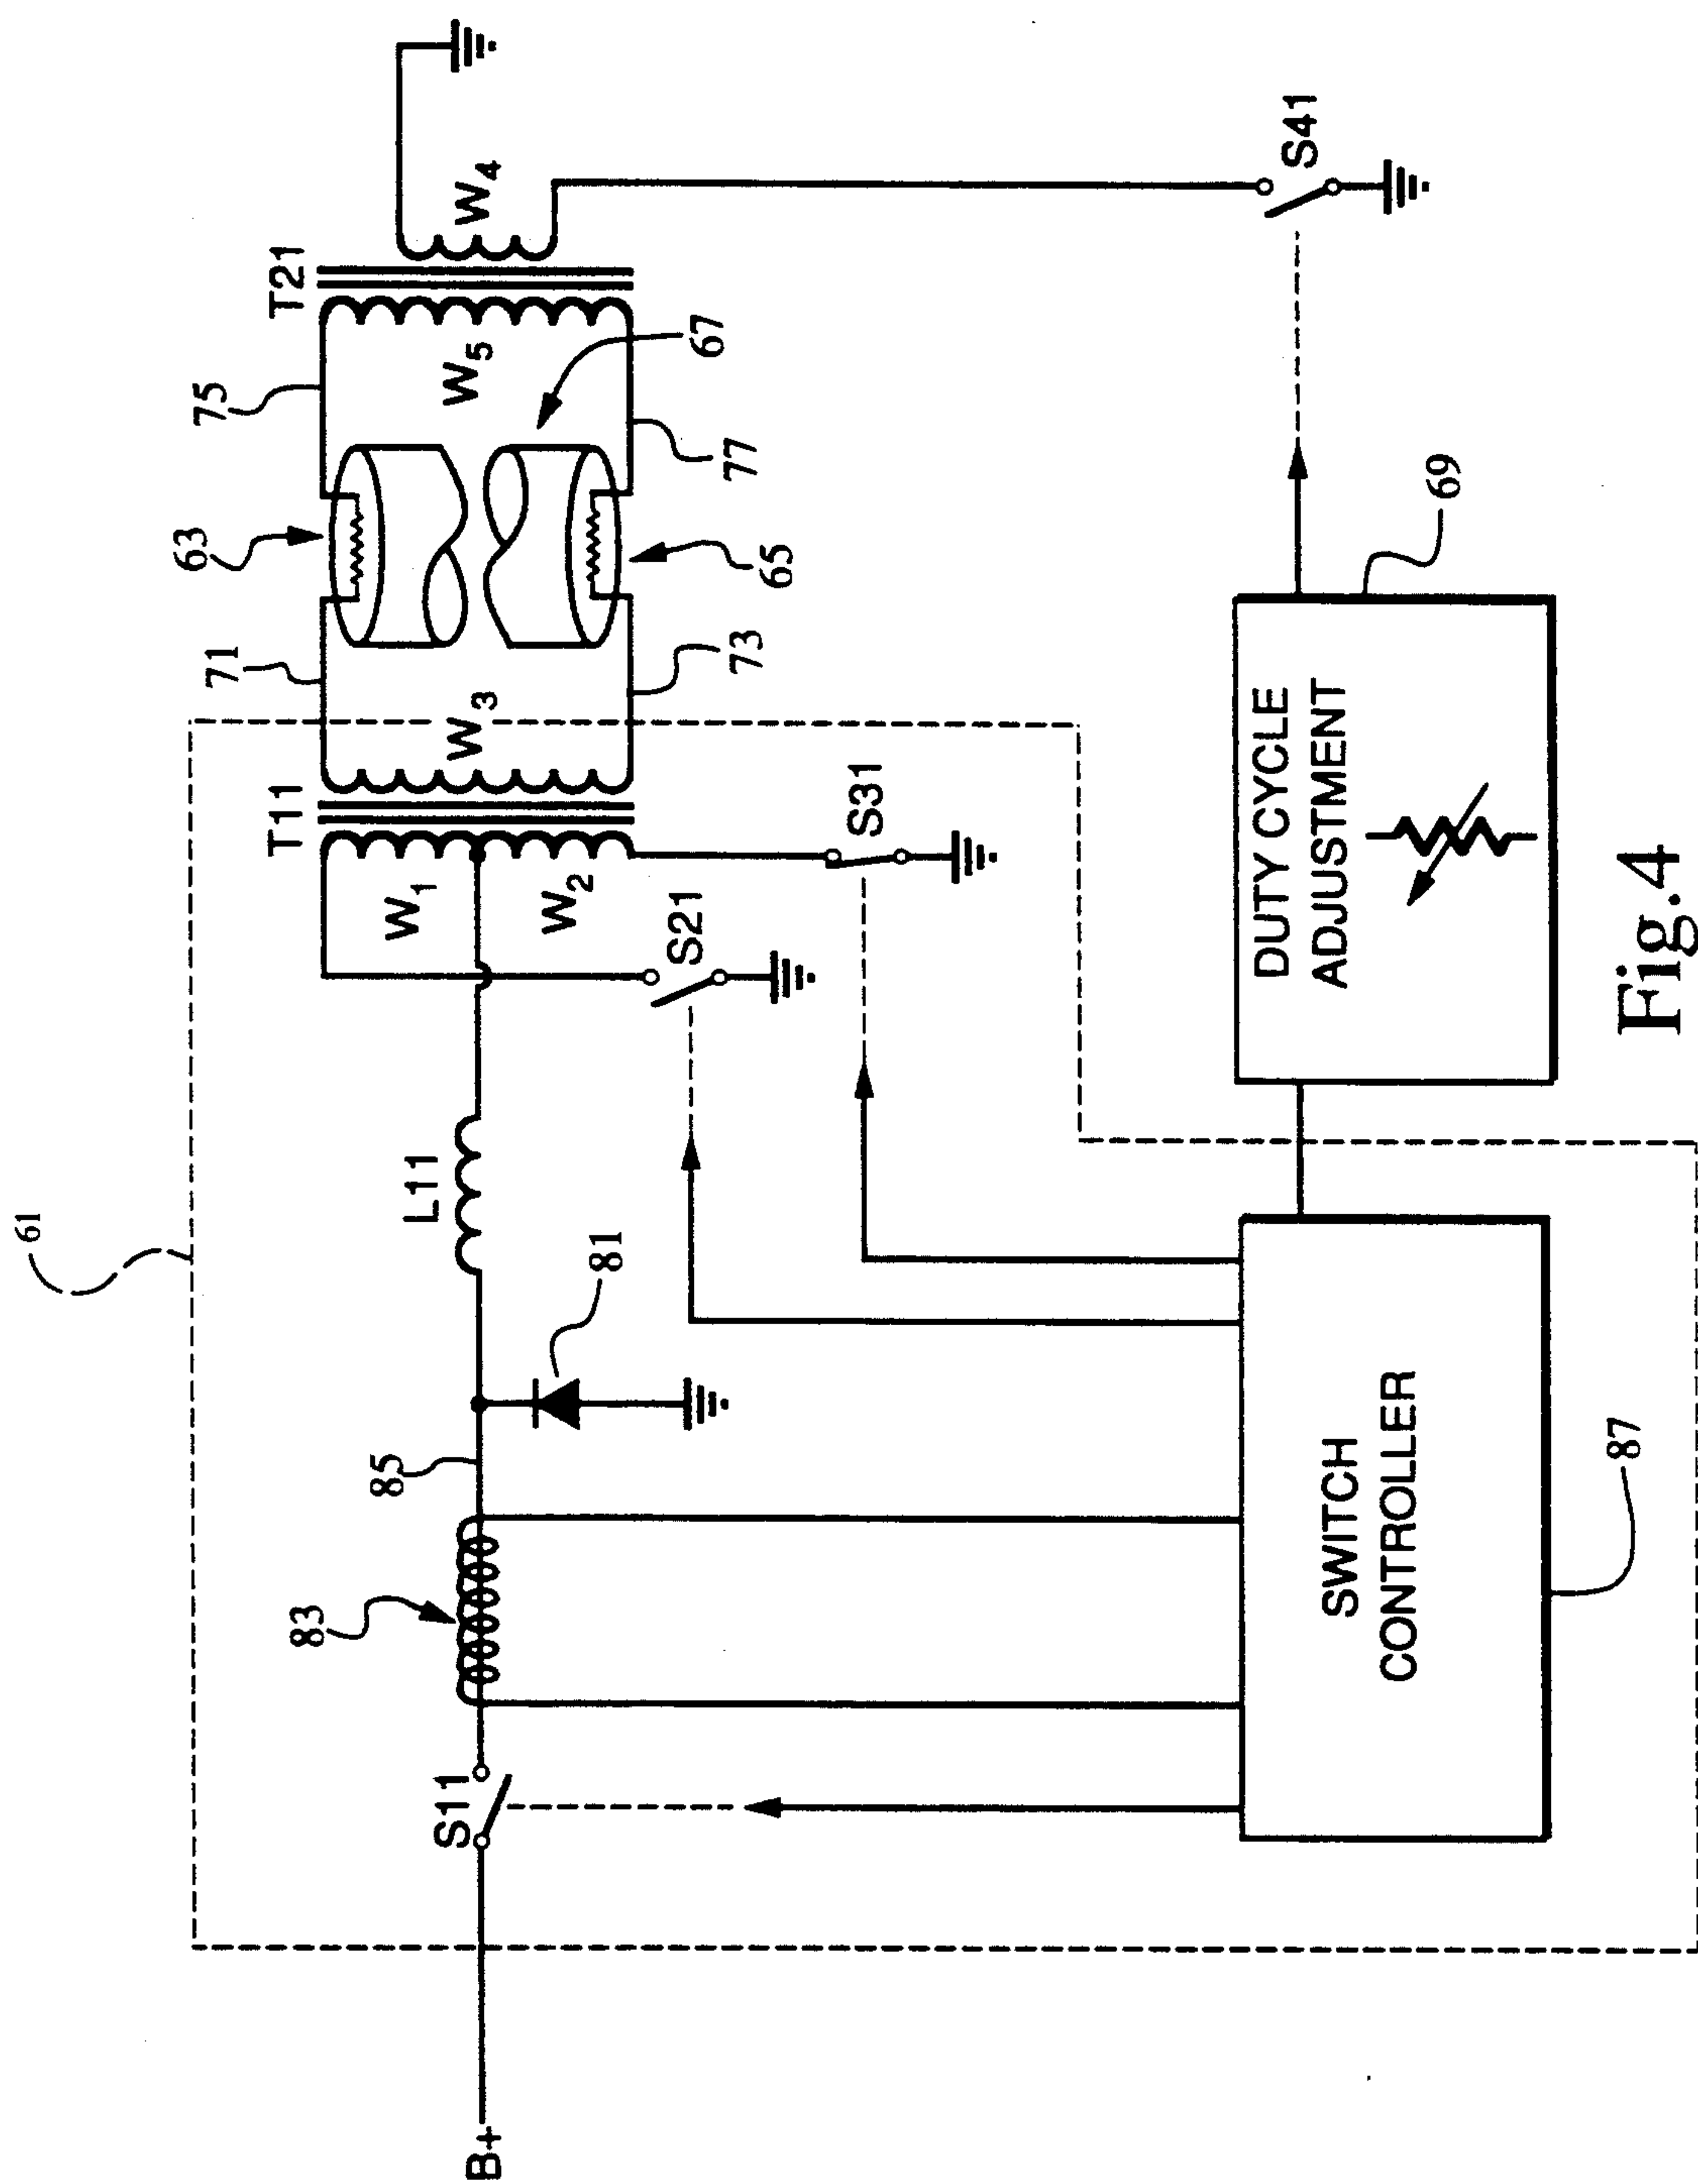 61
B+
S11
83
85
81
L11
S21
S31
T11
W1
W2
W3
71
73
63
65
67
75
77
W5
T21
W4
S41
SWITCH
CONTROLLER
87
DUTY CYCLE
ADJUSTMENT
69
Fig.4